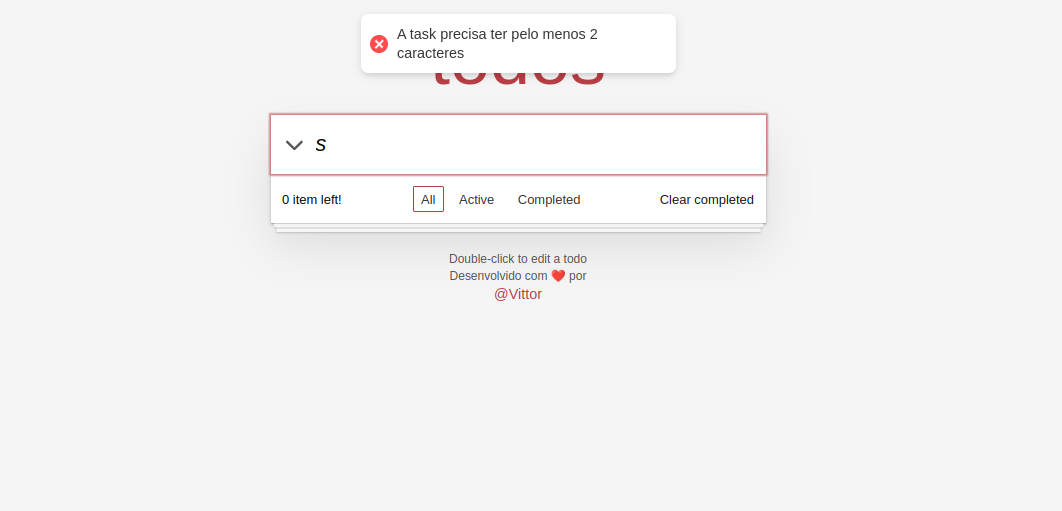 A task precisa ter pelo menos 2
caracteres
todos
s
0 item left!
All
Active
Completed
Clear completed
Double-click to edit a todo
Desenvolvido com ❤️ por
@Vittor